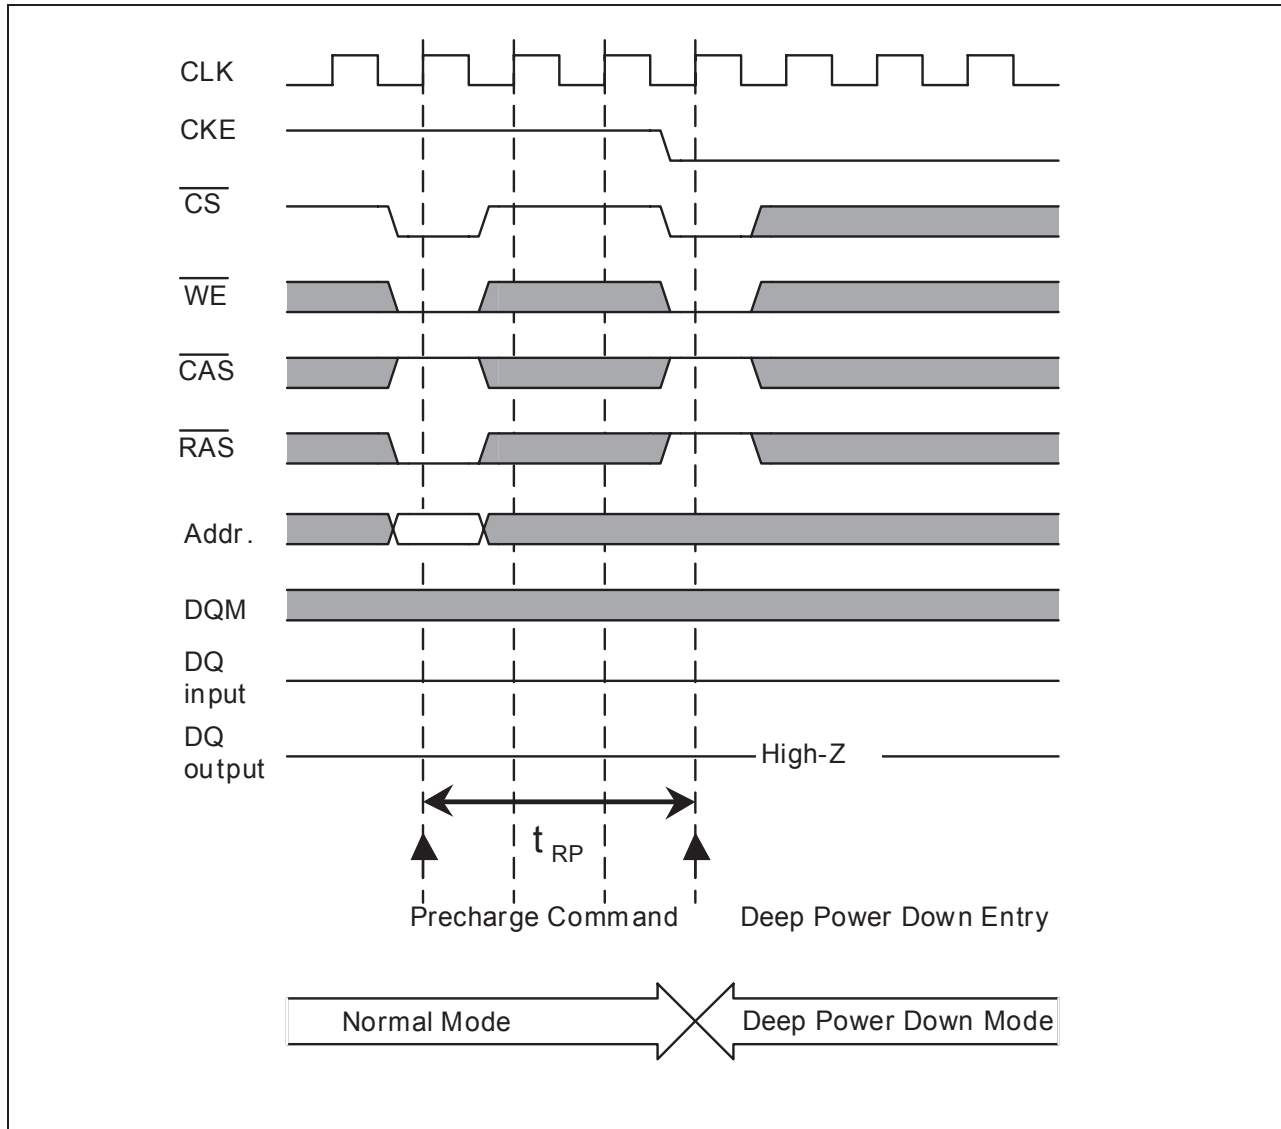 CLK
CKE
CS
WE
CAS
RAS
Addr.
DQM
DQ
input
DQ
output
High-Z
t RP
Precharge Command
Deep Power Down Entry
Normal Mode
Deep Power Down Mode